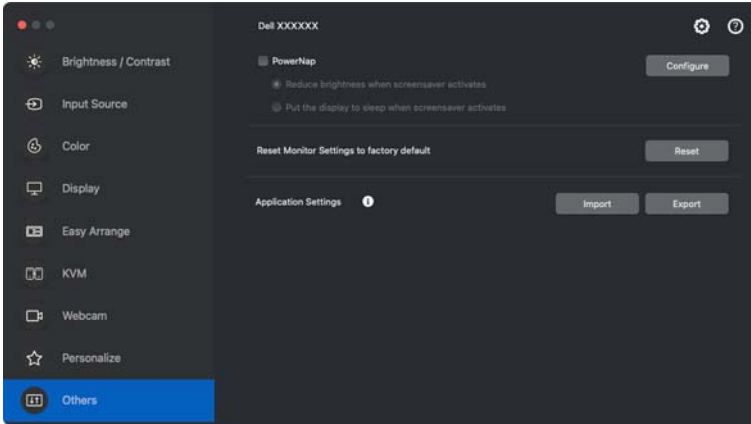 Dell XXXXXX
Brightness / Contrast
Input Source
Color
Display
Easy Arrange
KVM
Webcam
Personalize
Others
PowerNap
Configure
Reduce brightness when screensaver activates
Put the display to sleep when screensaver activates
Reset Monitor Settings to factory default
Reset
Application Settings
Import
Export